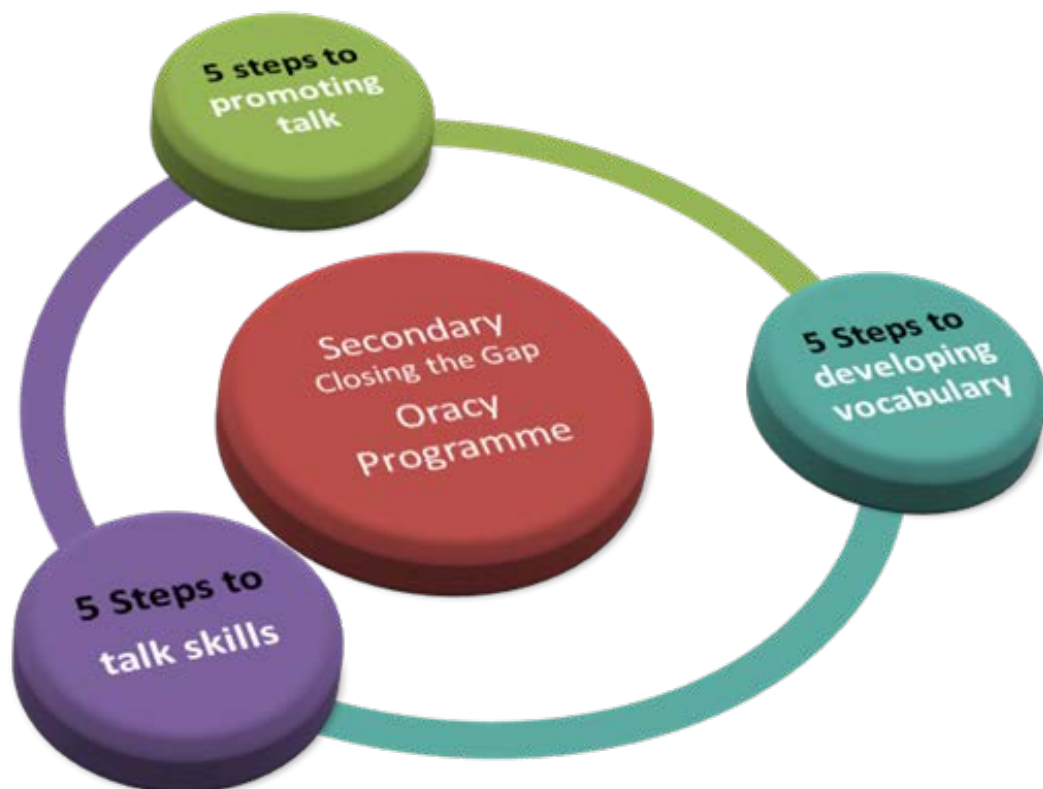 5 steps to
promoting
talk
5 Steps to
developing
vocabulary
Secondary
Closing the Gap
Oracy
Programme
5 Steps to
talk skills